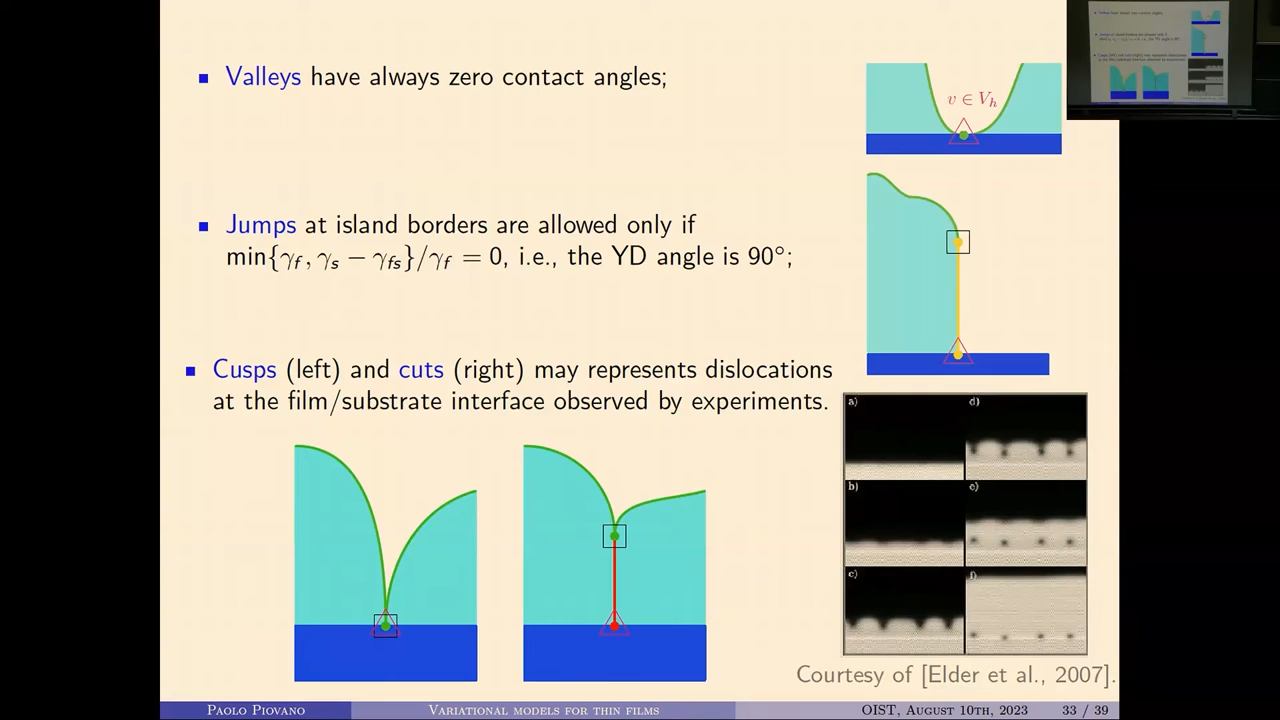 Valleys have always zero contact angles;
v ∈ V_h
Jumps at island borders are allowed only if
min{γ_f, γ_s − γ_fs}/γ_f = 0, i.e., the YD angle is 90°;
Cusps (left) and cuts (right) may represents dislocations
at the film/substrate interface observed by experiments.
a)
d)
b)
e)
c)
f)
Courtesy of [Elder et al., 2007].
Paolo Piovano
Variational models for thin films
OIST, August 10th, 2023
33 / 39